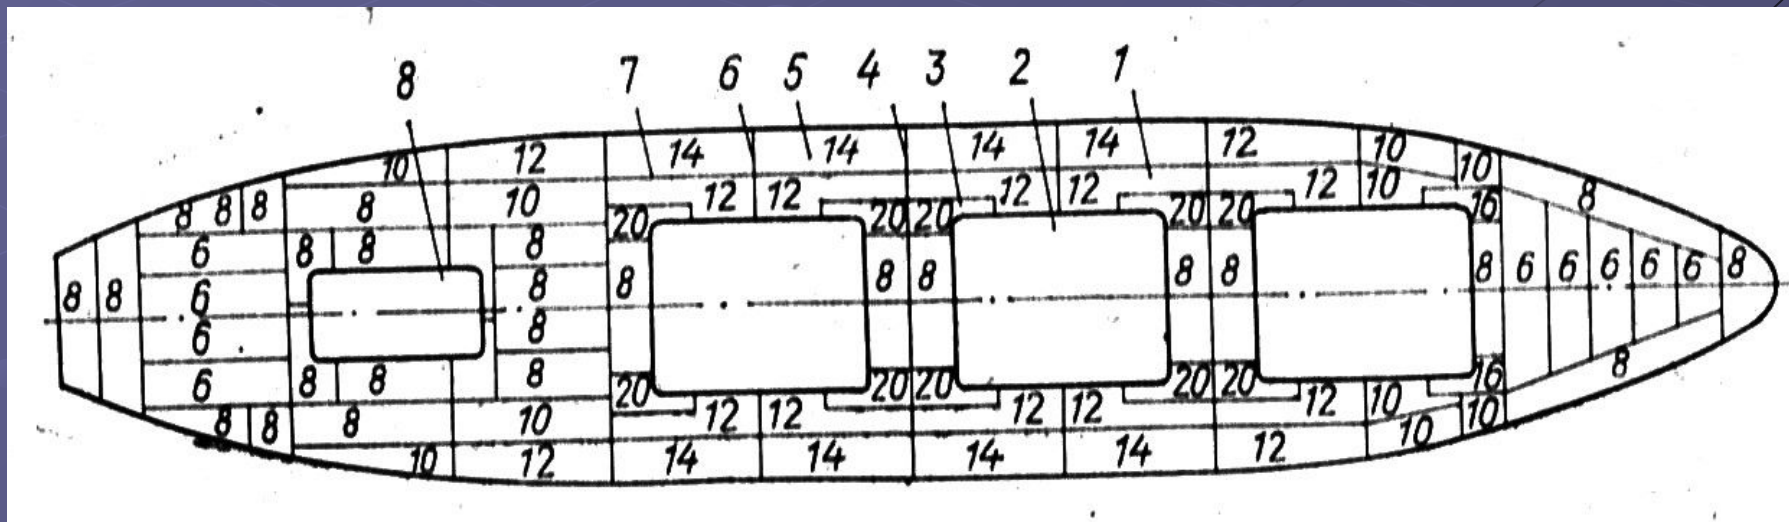 8 7 6 5 4 3 2 1
10 12 14 14 14 14 12 10 10
8 8 8 8 10 12 12 12 12 12 10 8
20 20 20 20 20 20 16
6 8 8 8 8 8 8 8 8 8 6 6 6 6 6 8
8 8 6 8
6 8
6 8 8 8
20 20 20 20 20 20 16 8
8 8 8 10 12 12 12 12 12 10 10
10 12 14 14 14 14 12 10